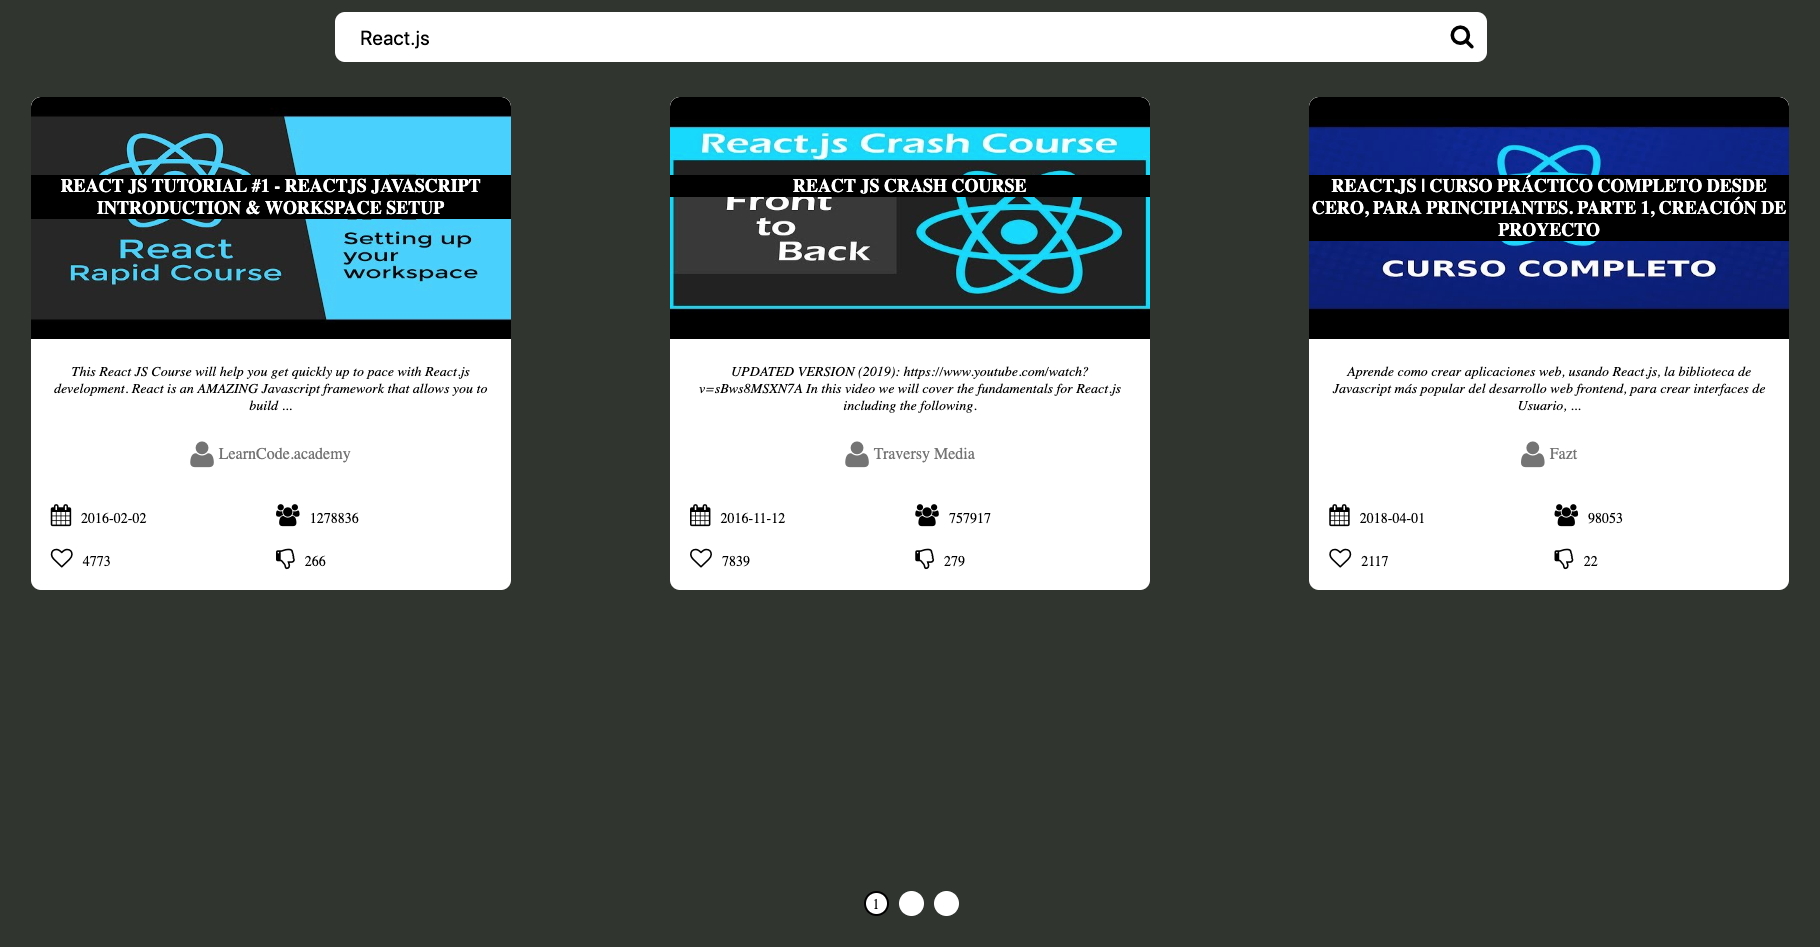 React.js
REACT JS TUTORIAL #1 - REACTJS JAVASCRIPT
INTRODUCTION & WORKSPACE SETUP
React
Rapid Course
Setting up
your
workspace
This React JS Course will help you get quickly up to pace with React.js
development. React is an AMAZING Javascript framework that allows you to
build ...
LearnCode.academy
2016-02-02
1278836
4773
266
React.js Crash Course
REACT JS CRASH COURSE
Front
to
Back
UPDATED VERSION (2019): https://www.youtube.com/watch?
v=sBws8MSXN7A In this video we will cover the fundamentals for React.js
including the following.
Traversy Media
2016-11-12
757917
7839
279
REACT.JS | CURSO PRÁCTICO COMPLETO DESDE
CERO, PARA PRINCIPIANTES. PARTE 1, CREACIÓN DE
PROYECTO
CURSO COMPLETO
Aprende como crear aplicaciones web, usando React.js, la biblioteca de
Javascript más popular del desarrollo web frontend, para crear interfaces de
Usuario, ...
Fazt
2018-04-01
98053
2117
22
1